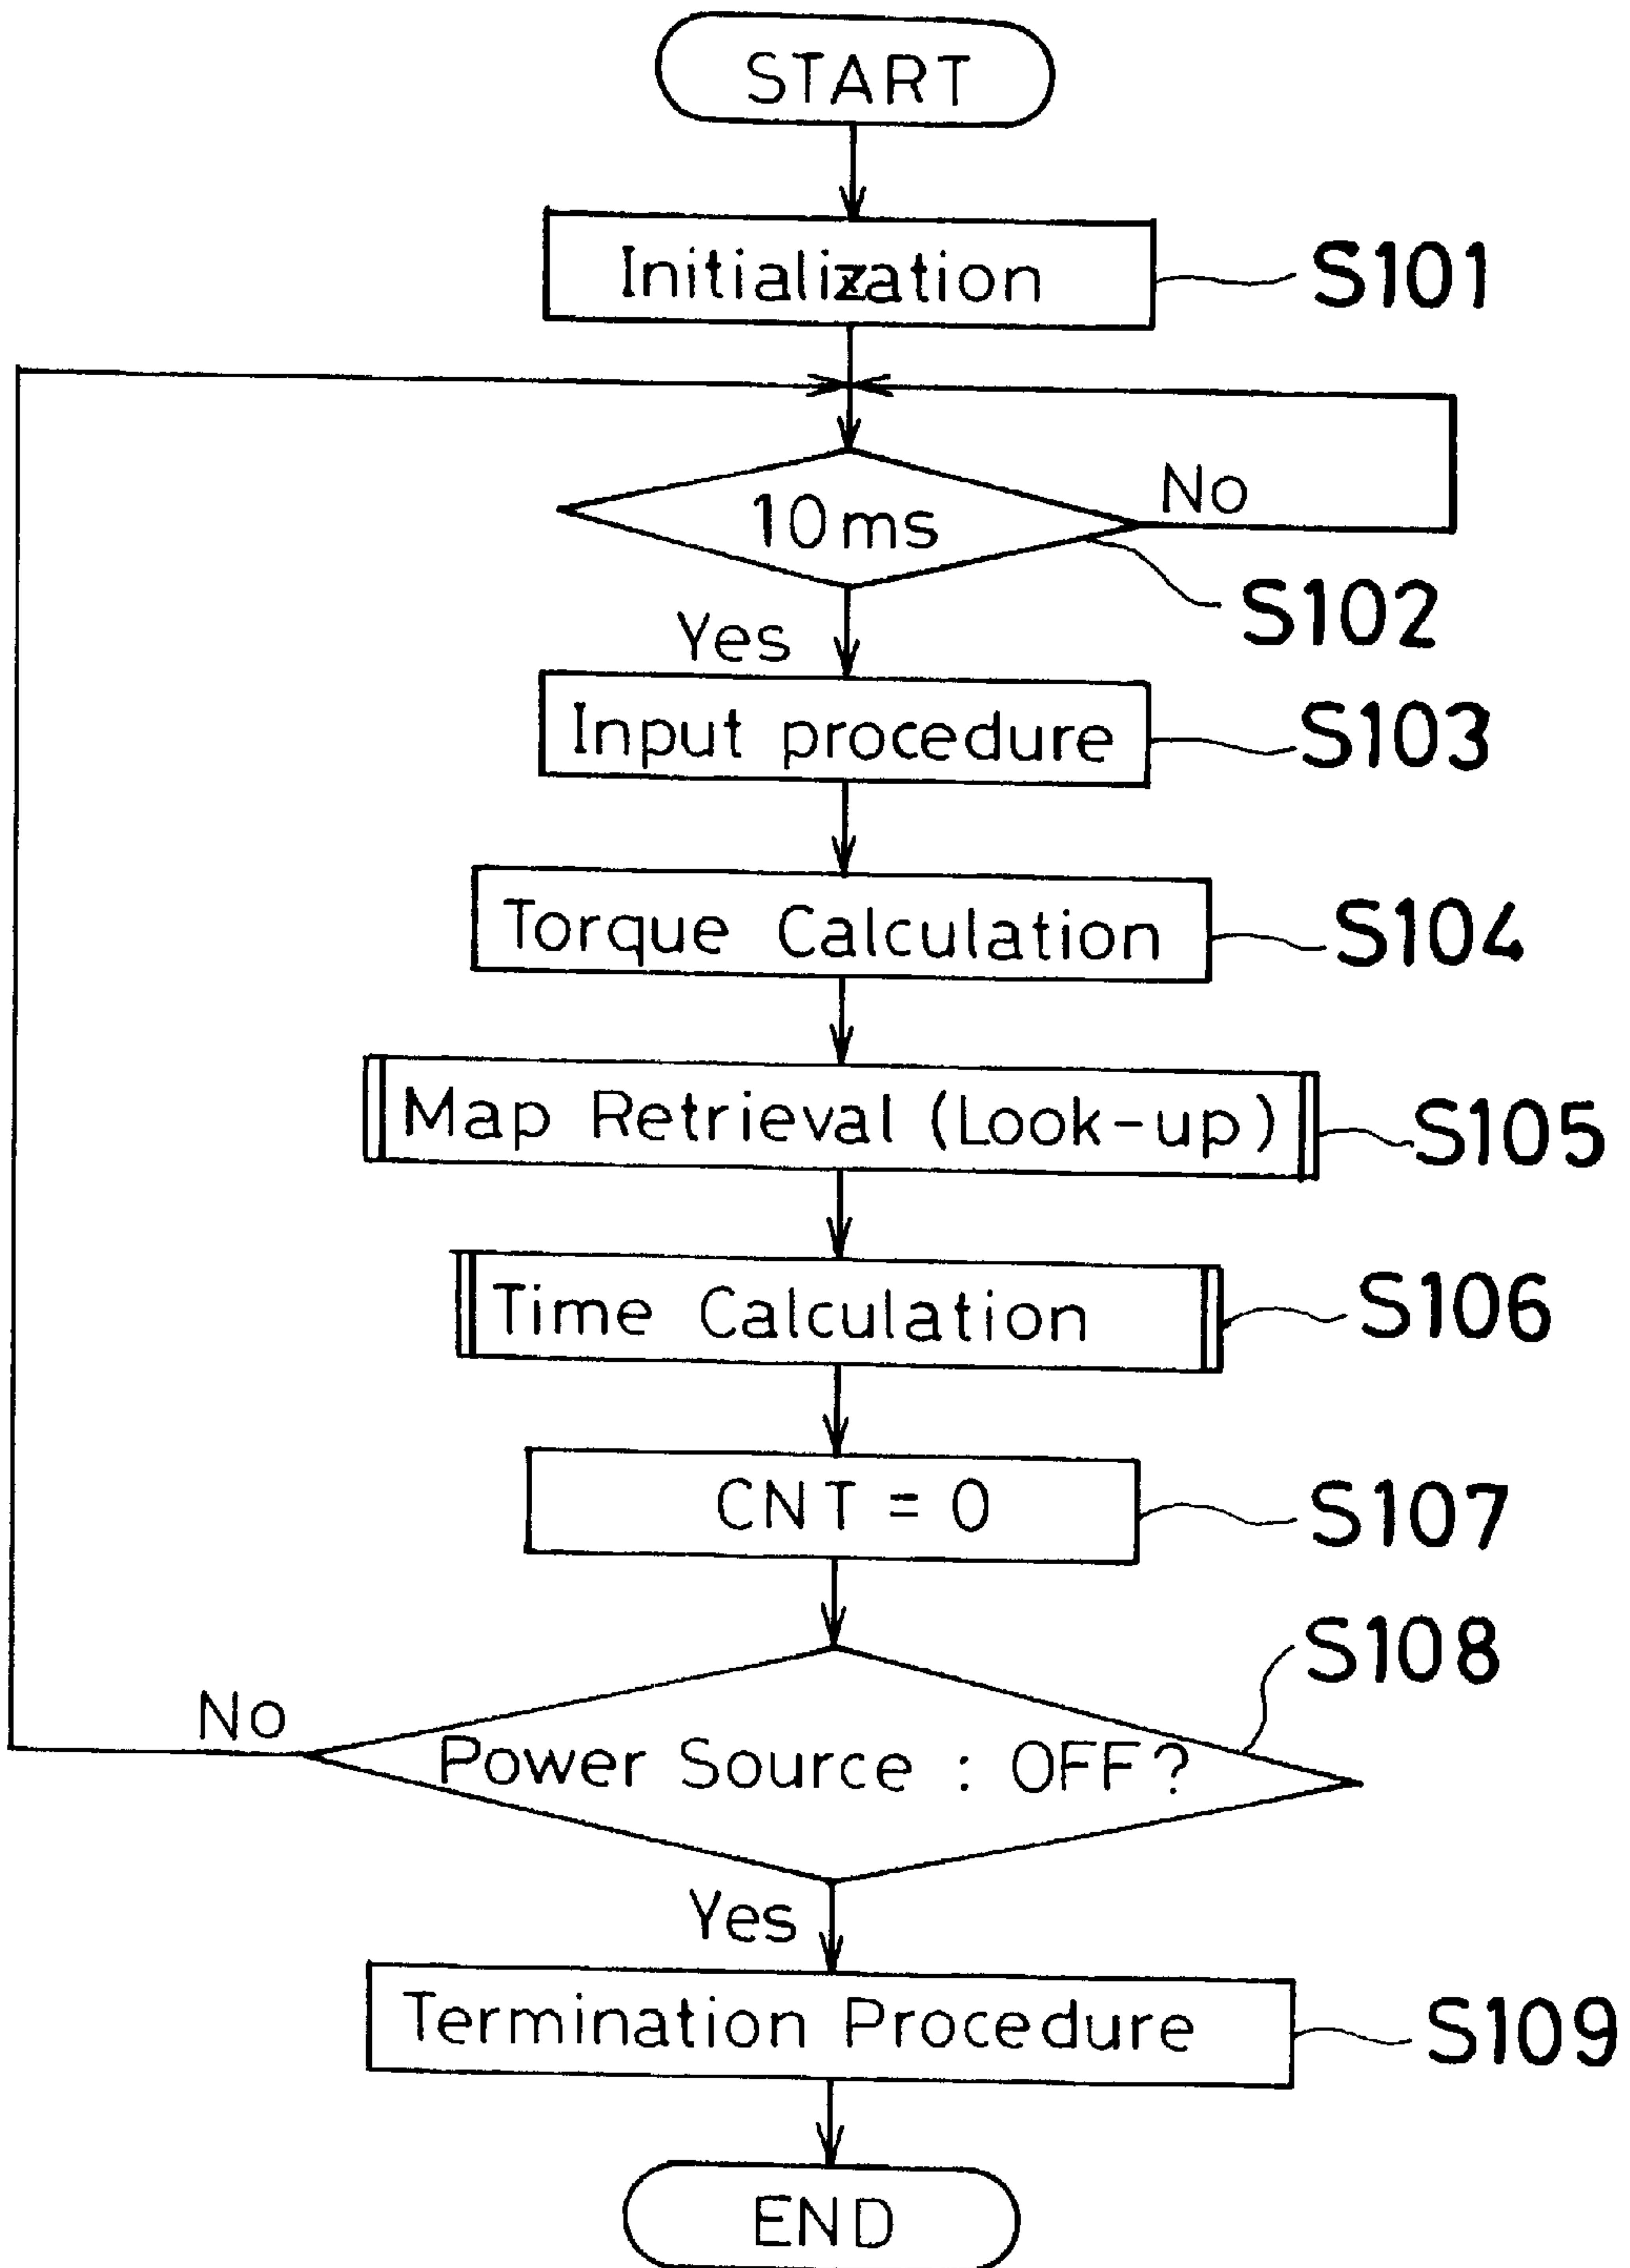 START
Initialization
S101
10ms
No
S102
Yes
Input procedure
S103
Torque Calculation
S104
Map Retrieval (Look-up)
S105
Time Calculation
S106
CNT = 0
S107
S108
No
Power Source : OFF?
Yes
Termination Procedure
S109
END